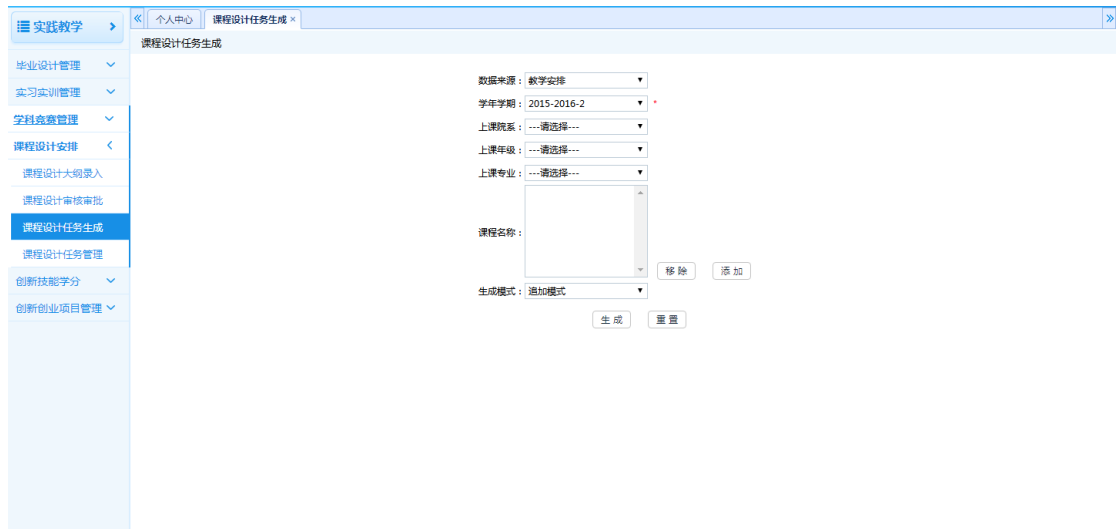 实践教学
毕业设计管理
实习实训管理
学科竞赛管理
课程设计安排
课程设计大纲录入
课程设计审核审批
课程设计任务生成
课程设计任务管理
创新技能学分
创新创业项目管理
个人中心 课程设计任务生成 ×
课程设计任务生成
数据来源： 教学安排
学年学期： 2015-2016-2 *
上课院系： ---请选择---
上课年级： ---请选择---
上课专业： ---请选择---
课程名称：
移 除 添 加
生成模式： 追加模式
生 成 重 置